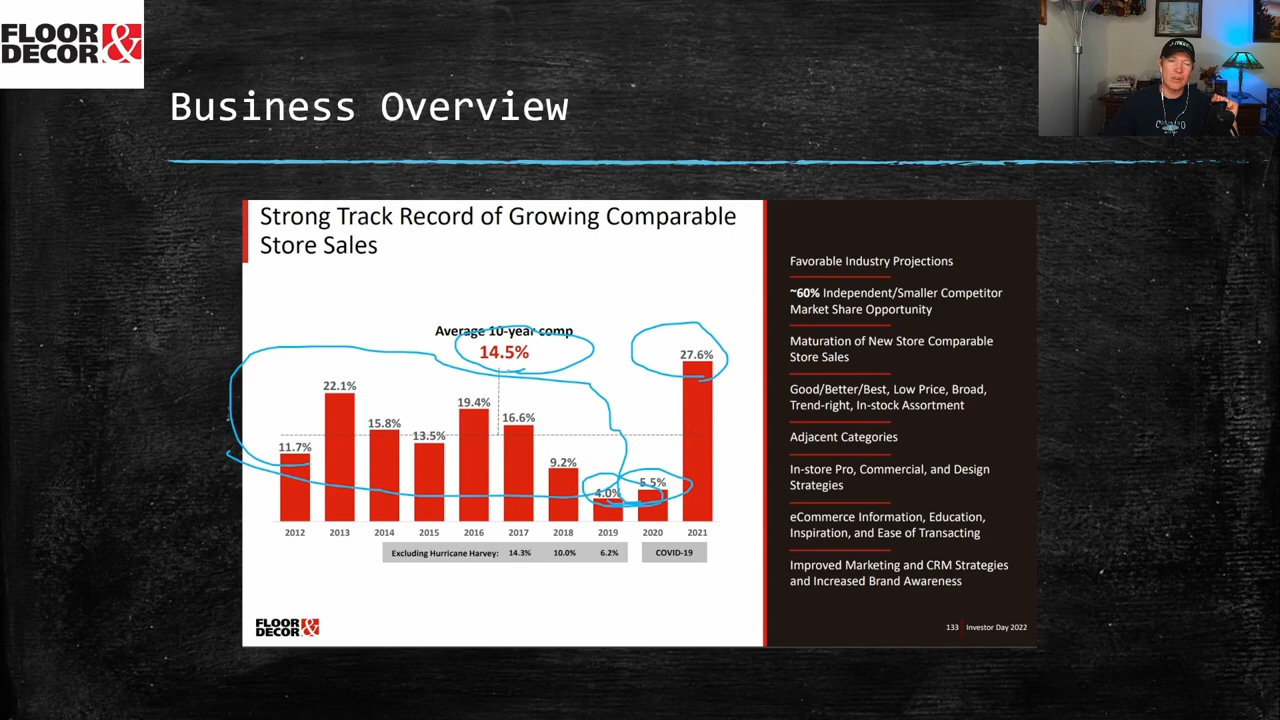 FLOOR
DECOR &
Business Overview
Strong Track Record of Growing Comparable
Store Sales
Average 10-year comp
14.5%
11.7%
22.1%
15.8%
13.5%
19.4%
16.6%
9.2%
4.0%
5.5%
27.6%
2012 2013 2014 2015 2016 2017 2018 2019 2020 2021
Excluding Hurricane Harvey: 14.3% 10.0% 6.2% COVID-19
Favorable Industry Projections
~60% Independent/Smaller Competitor
Market Share Opportunity
Maturation of New Store Comparable
Store Sales
Good/Better/Best, Low Price, Broad,
Trend-right, In-stock Assortment
Adjacent Categories
In-store Pro, Commercial, and Design
Strategies
eCommerce Information, Education,
Inspiration, and Ease of Transacting
Improved Marketing and CRM Strategies
and Increased Brand Awareness
FLOOR
DECOR &
133 Investor Day 2022